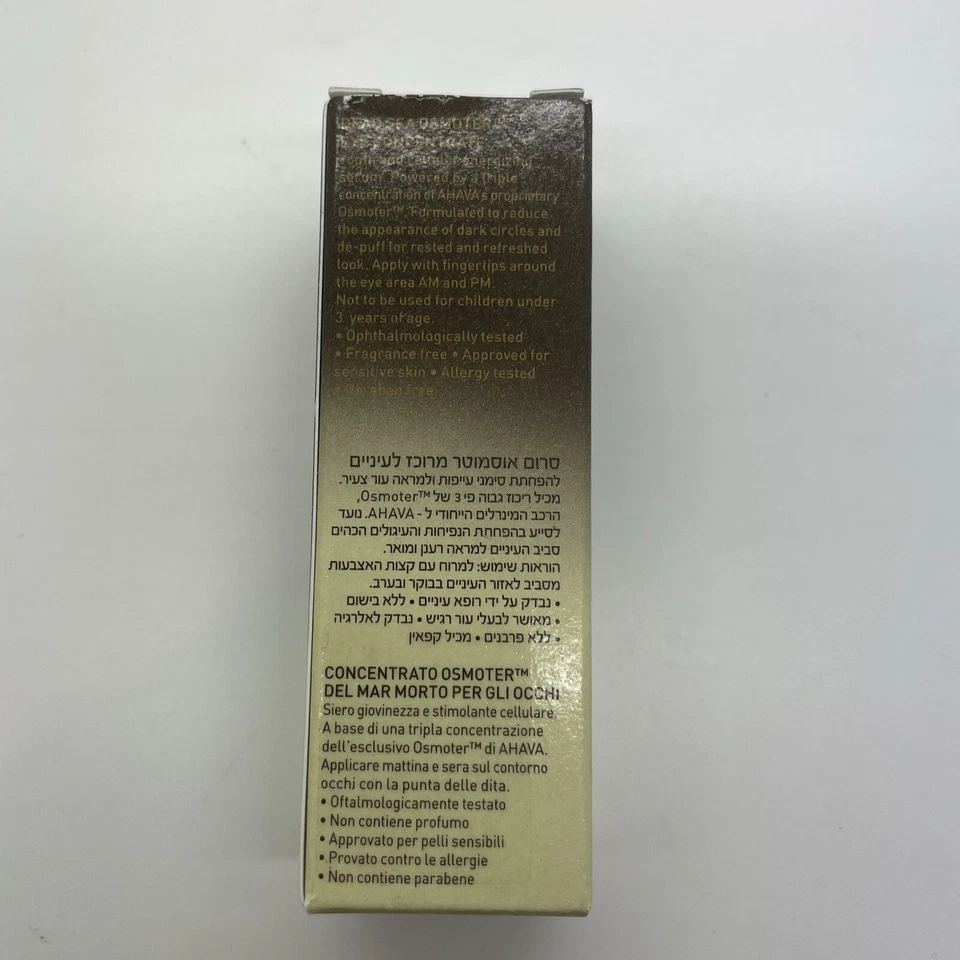 DEAD SEA OSMOTER™
EYE CONCENTRATE
Youth and cellular energizing
serum. Powered by a triple
concentration of AHAVA's proprietary
Osmoter™. Formulated to reduce
the appearance of dark circles and
de-puff for rested and refreshed
look. Apply with fingertips around
the eye area AM and PM.
Not to be used for children under
3 years of age.
• Ophthalmologically tested
• Fragrance free • Approved for
sensitive skin • Allergy tested
• Paraben free
סרום אוסמוטר מרוכז לעיניים
להפחתת סימני עייפות ולמראה עור צעיר.
מכיל ריכוז גבוה פי 3 של Osmoter™,
הרכב המינרלים הייחודי ל - AHAVA. נועד
לסייע בהפחתת הנפיחות והעיגולים הכהים
סביב העיניים למראה רענן ומואר.
הוראות שימוש: למרוח עם קצות האצבעות
מסביב לאזור העיניים בבוקר ובערב.
• נבדק על ידי רופא עיניים • ללא בישום
• מאושר לבעלי עור רגיש • נבדק לאלרגיה
• ללא פרבנים • מכיל קפאין
CONCENTRATO OSMOTER™
DEL MAR MORTO PER GLI OCCHI
Siero giovinezza e stimolante cellulare.
A base di una tripla concentrazione
dell'esclusivo Osmoter™ di AHAVA.
Applicare mattina e sera sul contorno
occhi con la punta delle dita.
• Oftalmologicamente testato
• Non contiene profumo
• Approvato per pelli sensibili
• Provato contro le allergie
• Non contiene parabene